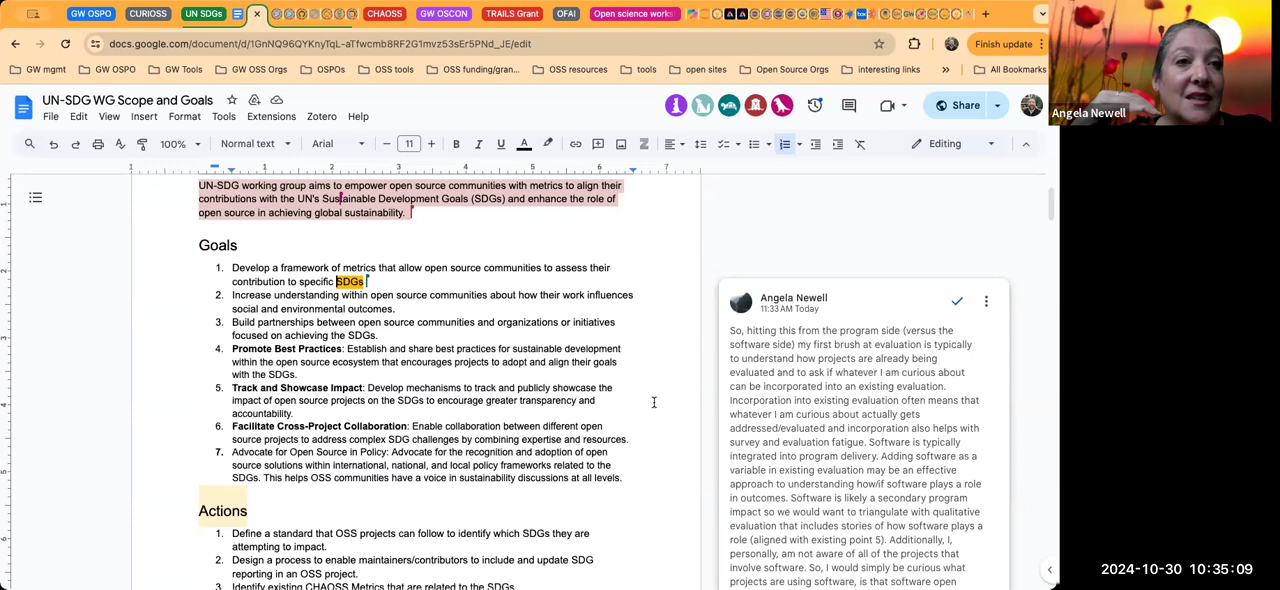 GW OSPO
CURIOSS
UN SDGs
CHAOSS
GW OSCON
TRAILS Grant
OFAI
Open science works
docs.google.com/document/d/1GnNQ96QYKnyTqL-aTfwcmb8RF2G1mvz53sEr5PNd_JE/edit
Finish update
GW mgmt
GW OSPO
GW Tools
GW OSS Orgs
OSPOs
OSS tools
OSS funding/gran...
OSS resources
tools
open sites
Open Source Orgs
interesting links
»
All Bookmarks
Angela Newell
UN-SDG WG Scope and Goals
File Edit View Insert Format Tools Extensions Zotero Help
Share
100% Normal text Arial 11 B I U A Editing
1 1 2 3 4 5 6 7
UN-SDG working group aims to empower open source communities with metrics to align their
contributions with the UN's Sustainable Development Goals (SDGs) and enhance the role of
open source in achieving global sustainability.
Goals
1. Develop a framework of metrics that allow open source communities to assess their
contribution to specific SDGs
2. Increase understanding within open source communities about how their work influences
social and environmental outcomes.
3. Build partnerships between open source communities and organizations or initiatives
focused on achieving the SDGs.
4. Promote Best Practices: Establish and share best practices for sustainable development
within the open source ecosystem that encourages projects to adopt and align their goals
with the SDGs.
5. Track and Showcase Impact: Develop mechanisms to track and publicly showcase the
impact of open source projects on the SDGs to encourage greater transparency and
accountability.
6. Facilitate Cross-Project Collaboration: Enable collaboration between different open
source projects to address complex SDG challenges by combining expertise and resources.
7. Advocate for Open Source in Policy: Advocate for the recognition and adoption of open
source solutions within international, national, and local policy frameworks related to the
SDGs. This helps OSS communities have a voice in sustainability discussions at all levels.
Actions
1. Define a standard that OSS projects can follow to identify which SDGs they are
attempting to impact.
2. Design a process to enable maintainers/contributors to include and update SDG
reporting in an OSS project.
3. Identify existing CHAOSS Metrics that are related to the SDGs.
Angela Newell
11:33 AM Today
So, hitting this from the program side (versus the
software side) my first brush at evaluation is typically
to understand how projects are already being
evaluated and to ask if whatever I am curious about
can be incorporated into an existing evaluation.
Incorporation into existing evaluation often means that
whatever I am curious about actually gets
addressed/evaluated and incorporation also helps with
survey and evaluation fatigue. Software is typically
integrated into program delivery. Adding software as a
variable in existing evaluation may be an effective
approach to understanding how/if software plays a role
in outcomes. Software is likely a secondary program
impact so we would want to triangulate with qualitative
evaluation that includes stories of how software plays a
role (aligned with existing point 5). Additionally, I,
personally, am not aware of all of the projects that
involve software. So, I would simply be curious what
projects are using software, is that software open
2024-10-30 10:35:09